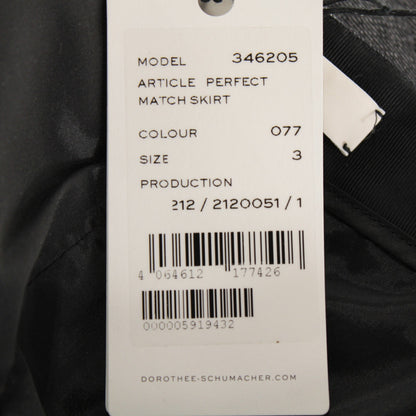 MODEL 346205
ARTICLE PERFECT
MATCH SKIRT
COLOUR 077
SIZE 3
PRODUCTION
212 / 2120051 / 1
4 064612 177426
000005919432
DOROTHEE-SCHUMACHER.COM